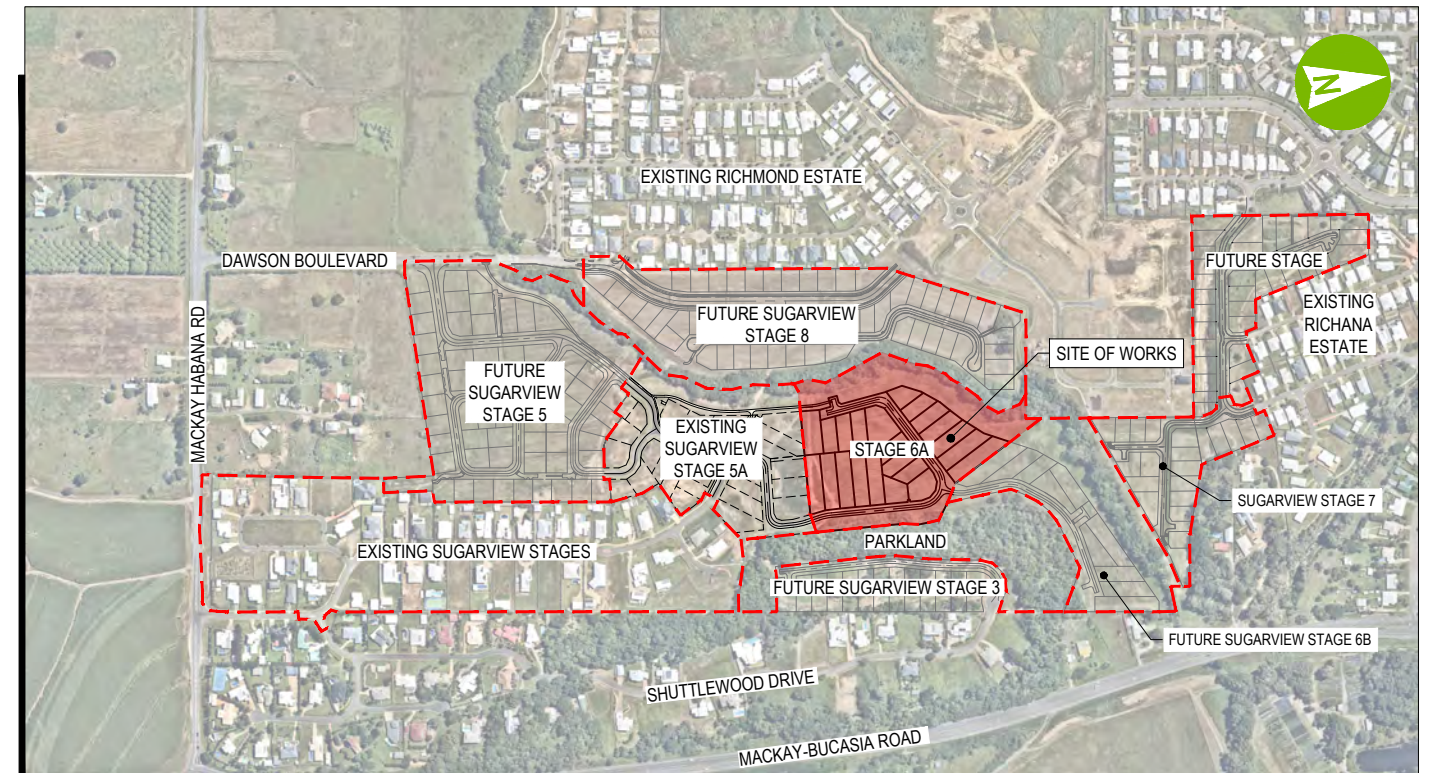 N
EXISTING RICHMOND ESTATE
DAWSON BOULEVARD
FUTURE STAGE
MACKAY HABANA RD
FUTURE SUGARVIEW
STAGE 8
EXISTING
RICHANA
ESTATE
SITE OF WORKS
FUTURE
SUGARVIEW
STAGE 5
EXISTING
SUGARVIEW
STAGE 5A
STAGE 6A
SUGARVIEW STAGE 7
EXISTING SUGARVIEW STAGES
PARKLAND
FUTURE SUGARVIEW STAGE 3
FUTURE SUGARVIEW STAGE 6B
SHUTTLEWOOD DRIVE
MACKAY-BUCASIA ROAD